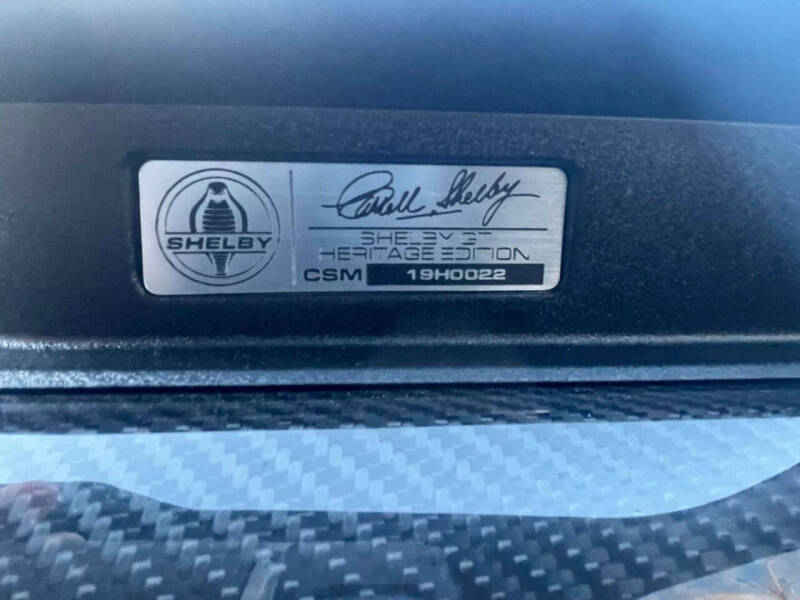 SHELBY
Carroll Shelby
SHELBY GT
HERITAGE EDITION
CSM 19H0022